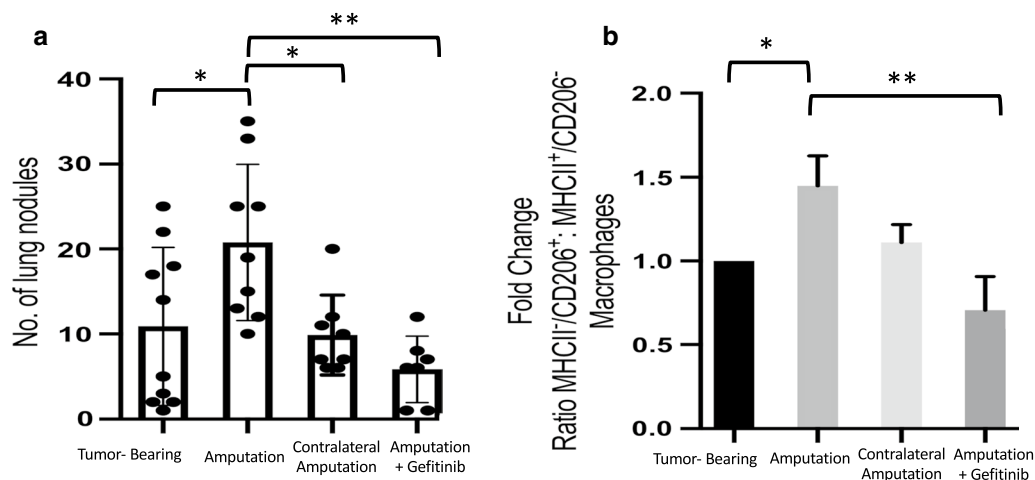 a
**
*
*
40
30
20
10
0
No. of lung nodules
Tumor- Bearing
Amputation
Contralateral
Amputation
Amputation
+ Gefitinib
b
*
**
2.0
1.5
1.0
0.5
0.0
Fold Change
Ratio MHCII⁻/CD206⁺: MHCII⁺/CD206⁻
Macrophages
Tumor- Bearing
Amputation
Contralateral
Amputation
Amputation
+ Gefitinib